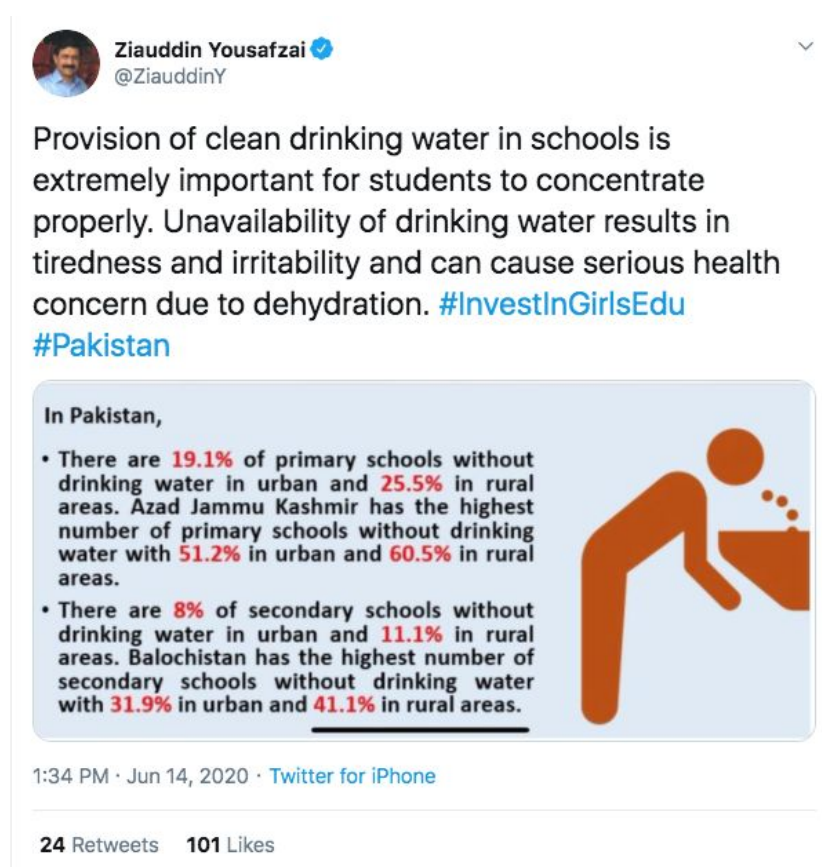 Ziauddin Yousafzai
@ZiauddinY
Provision of clean drinking water in schools is
extremely important for students to concentrate
properly. Unavailability of drinking water results in
tiredness and irritability and can cause serious health
concern due to dehydration. #InvestInGirlsEdu
#Pakistan
In Pakistan,
• There are 19.1% of primary schools without
drinking water in urban and 25.5% in rural
areas. Azad Jammu Kashmir has the highest
number of primary schools without drinking
water with 51.2% in urban and 60.5% in rural
areas.
• There are 8% of secondary schools without
drinking water in urban and 11.1% in rural
areas. Balochistan has the highest number of
secondary schools without drinking water
with 31.9% in urban and 41.1% in rural areas.
1:34 PM · Jun 14, 2020 · Twitter for iPhone
24 Retweets 101 Likes